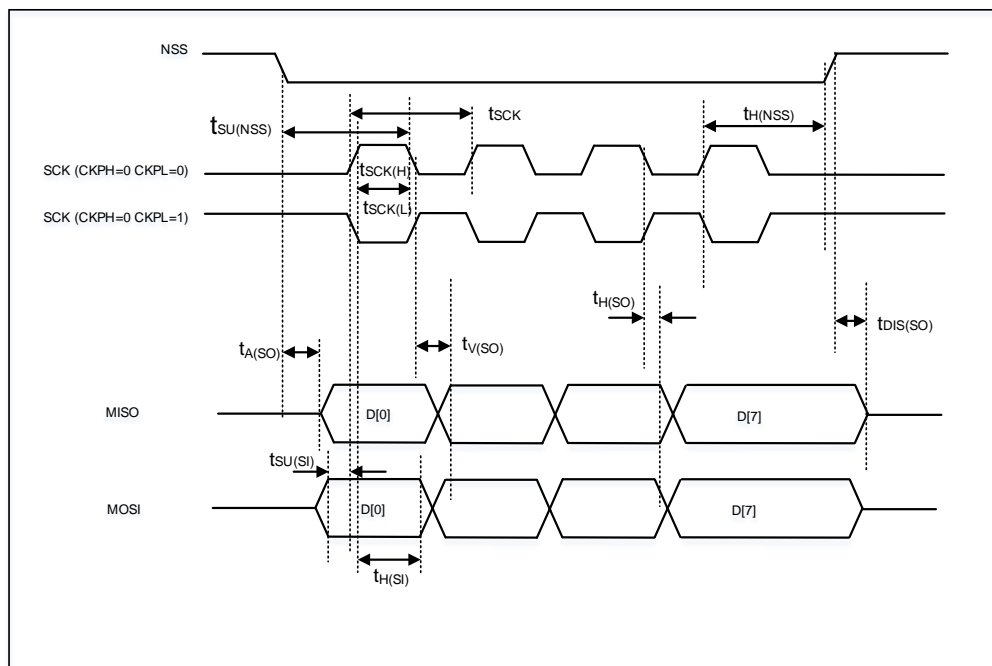 NSS
tSCK
tH(NSS)
tSU(NSS)
SCK (CKPH=0 CKPL=0)
tSCK(H)
tSCK(L)
SCK (CKPH=0 CKPL=1)
tH(SO)
tDIS(SO)
tA(SO)
tV(SO)
MISO
D[0]
D[7]
tSU(SI)
MOSI
D[0]
D[7]
tH(SI)